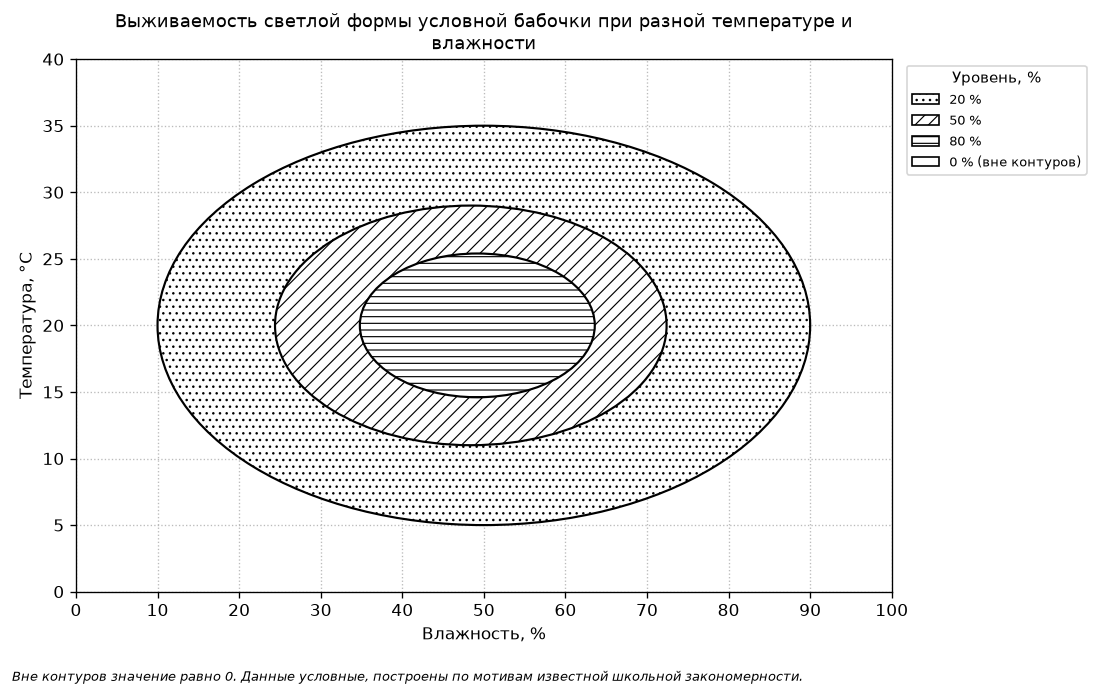 Выживаемость светлой формы условной бабочки при разной температуре и
влажности
Уровень, %
20 %
50 %
80 %
0 % (вне контуров)
Температура, °C
40
35
30
25
20
15
10
5
0
0 10 20 30 40 50 60 70 80 90 100
Влажность, %
Вне контуров значение равно 0. Данные условные, построены по мотивам известной школьной закономерности.